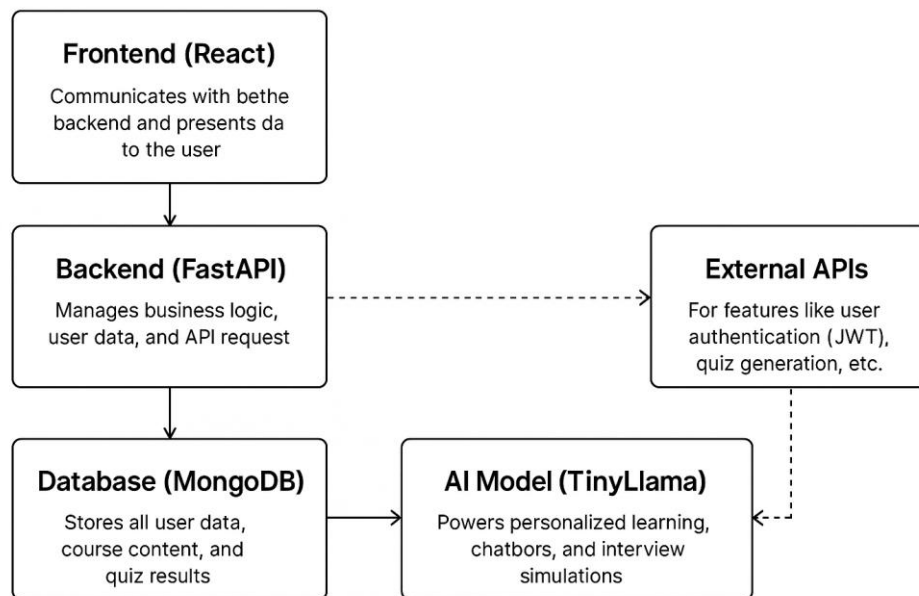 Frontend (React)
Communicates with bethe
backend and presents da
to the user
Backend (FastAPI)
Manages business logic,
user data, and API request
External APIs
For features like user
authentication (JWT),
quiz generation, etc.
Database (MongoDB)
Stores all user data,
course content, and
quiz results
AI Model (TinyLlama)
Powers personalized learning,
chatbors, and interview
simulations